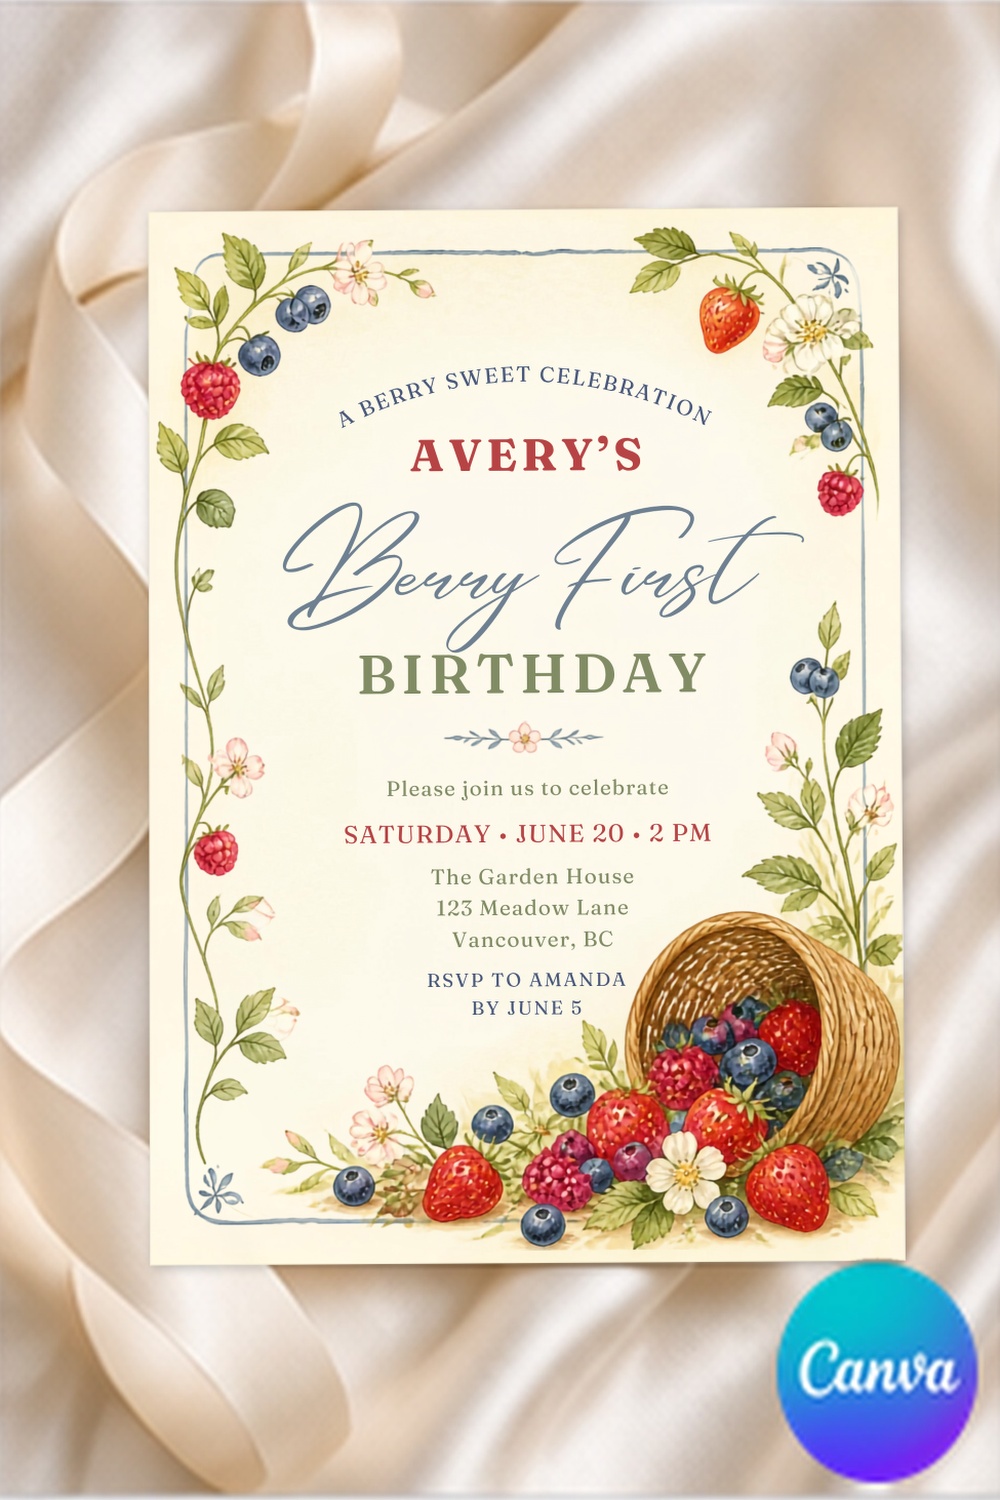 A BERRY SWEET CELEBRATION
AVERY’S
Berry First
BIRTHDAY
Please join us to celebrate
SATURDAY • JUNE 20 • 2 PM
The Garden House
123 Meadow Lane
Vancouver, BC
RSVP TO AMANDA
BY JUNE 5
Canva